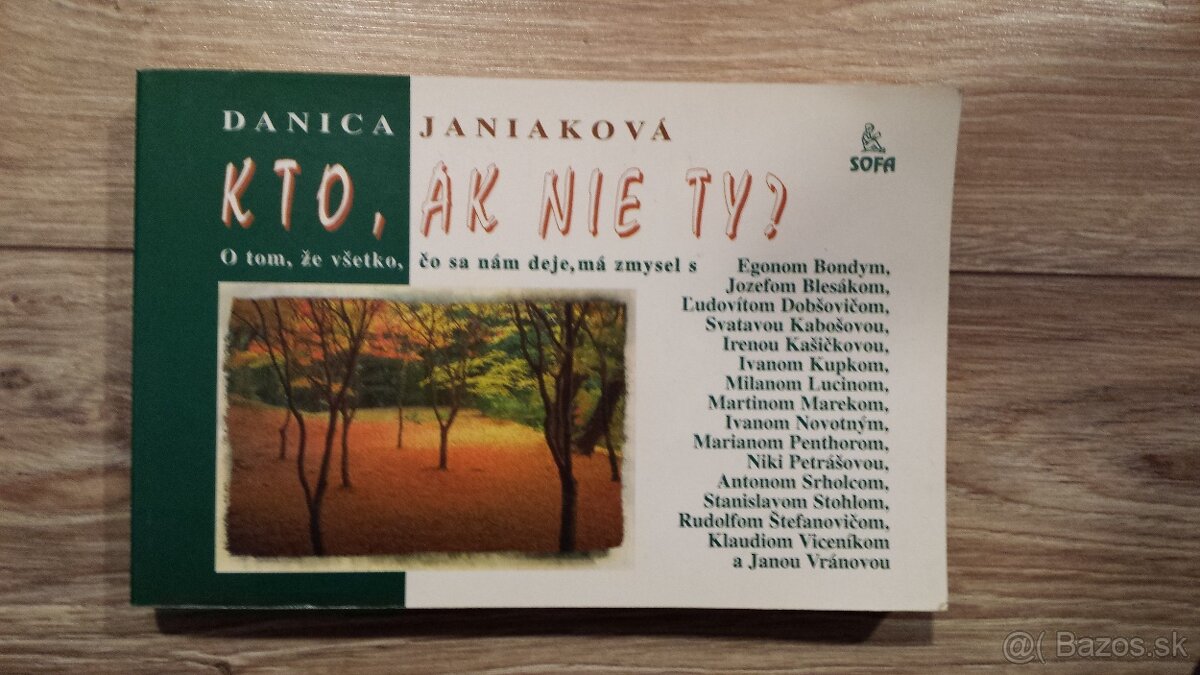 DANICA JANIAKOVÁ
SOFA
KTO, AK NIE TY?
O tom, že všetko, čo sa nám deje, má zmysel s
Egonom Bondym,
Jozefom Blesákom,
Ľudovítom Dobšovičom,
Svatavou Kabošovou,
Irenou Kašičkovou,
Ivanom Kupkom,
Milanom Lucinom,
Martinom Marekom,
Ivanom Novotným,
Marianom Penthorom,
Niki Petrášovou,
Antonom Srholcom,
Stanislavom Stohlom,
Rudolfom Štefanovičom,
Klaudiom Viceníkom
a Janou Vránovou
@( Bazos.sk